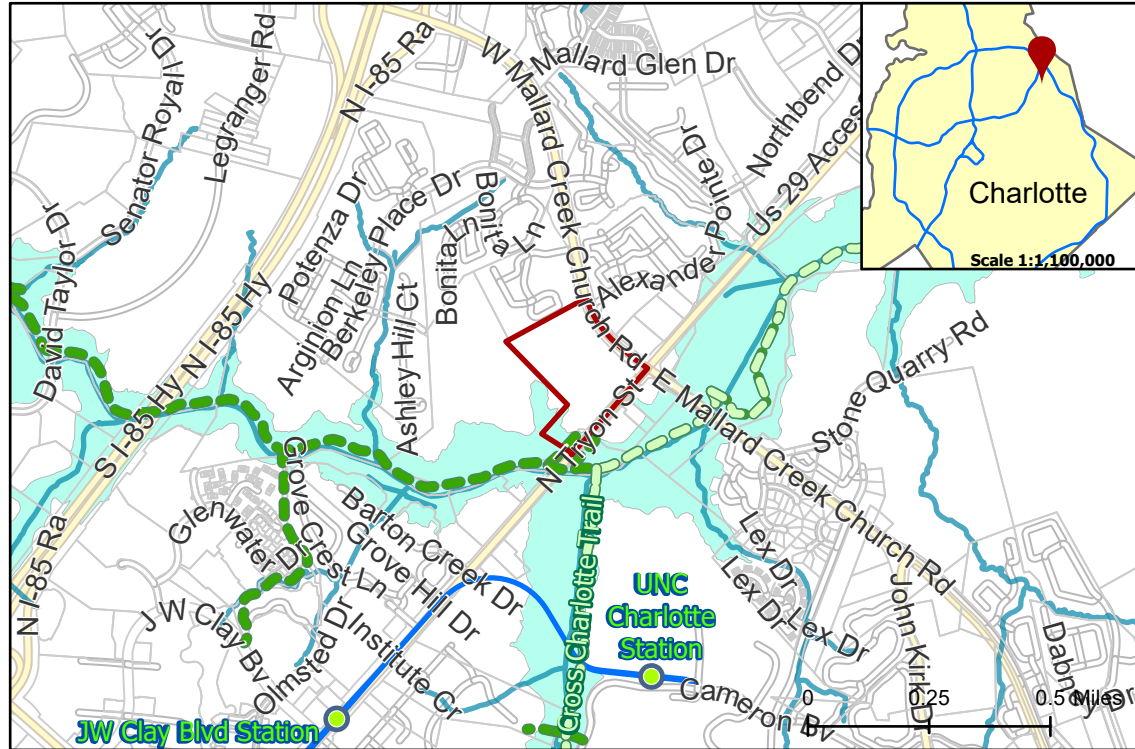 Senator Royall Dr
Legranger Rd
N I-85 Ra
W Mallard Creek Church Rd
Mallard Glen Dr
Northbend Dr
Us 29 Acces
Charlotte
Scale 1:1,100,000
David Taylor Dr
Potenza Dr
Berkeley Place Dr
Arginion Ln
Bonita Ln
Bonita Ln
Ashley Hill Ct
Alexander Pointe Dr
S I-85 Hy
N I-85 Hy
N I-85 Ra
N Tryon St
E Mallard Creek Church Rd
Stone Quarry Rd
Grove Crest Ln
Glenwater Dr
Barton Creek Dr
Grove Hill Dr
J W Clay Bv
Olmsted Dr
Institute Cr
Cross Charlotte Trail
UNC
Charlotte
Station
JW Clay Blvd Station
Lex Dr
Lex Dr
Lex Dr
John Kirk Dr
Cameron Bv
0
0.25
0.5 Miles